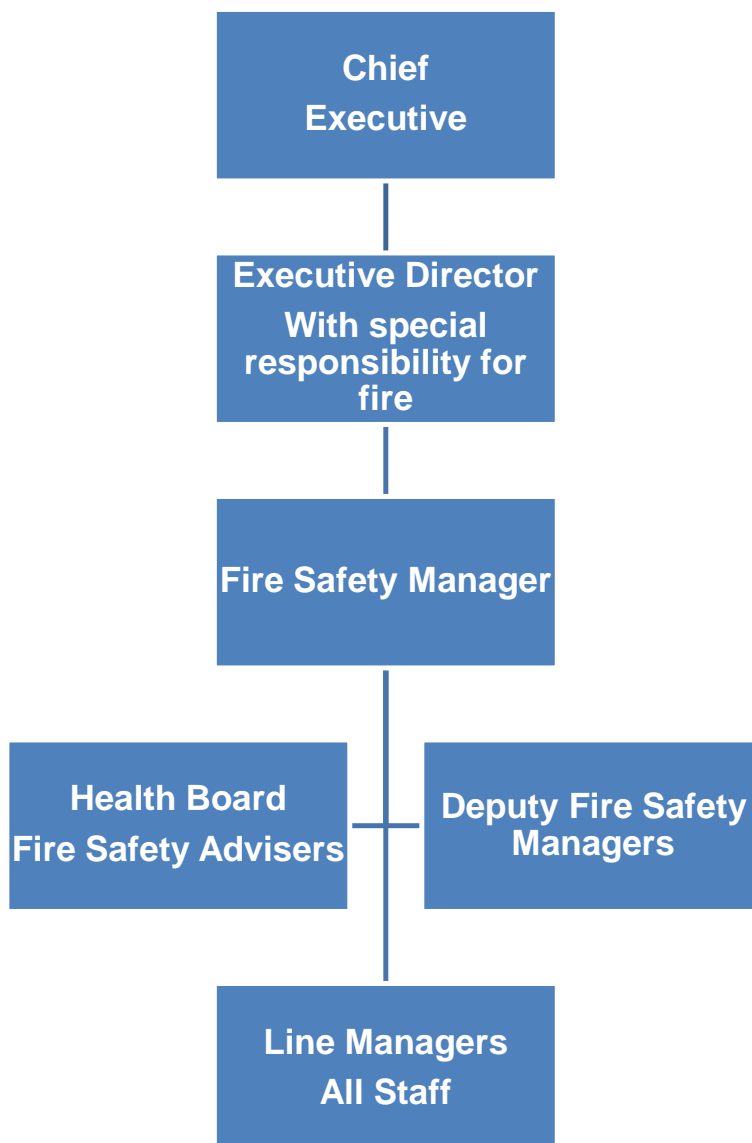 Chief
Executive
Executive Director
With special
responsibility for
fire
Fire Safety Manager
Health Board
Fire Safety Advisers
Deputy Fire Safety
Managers
Line Managers
All Staff